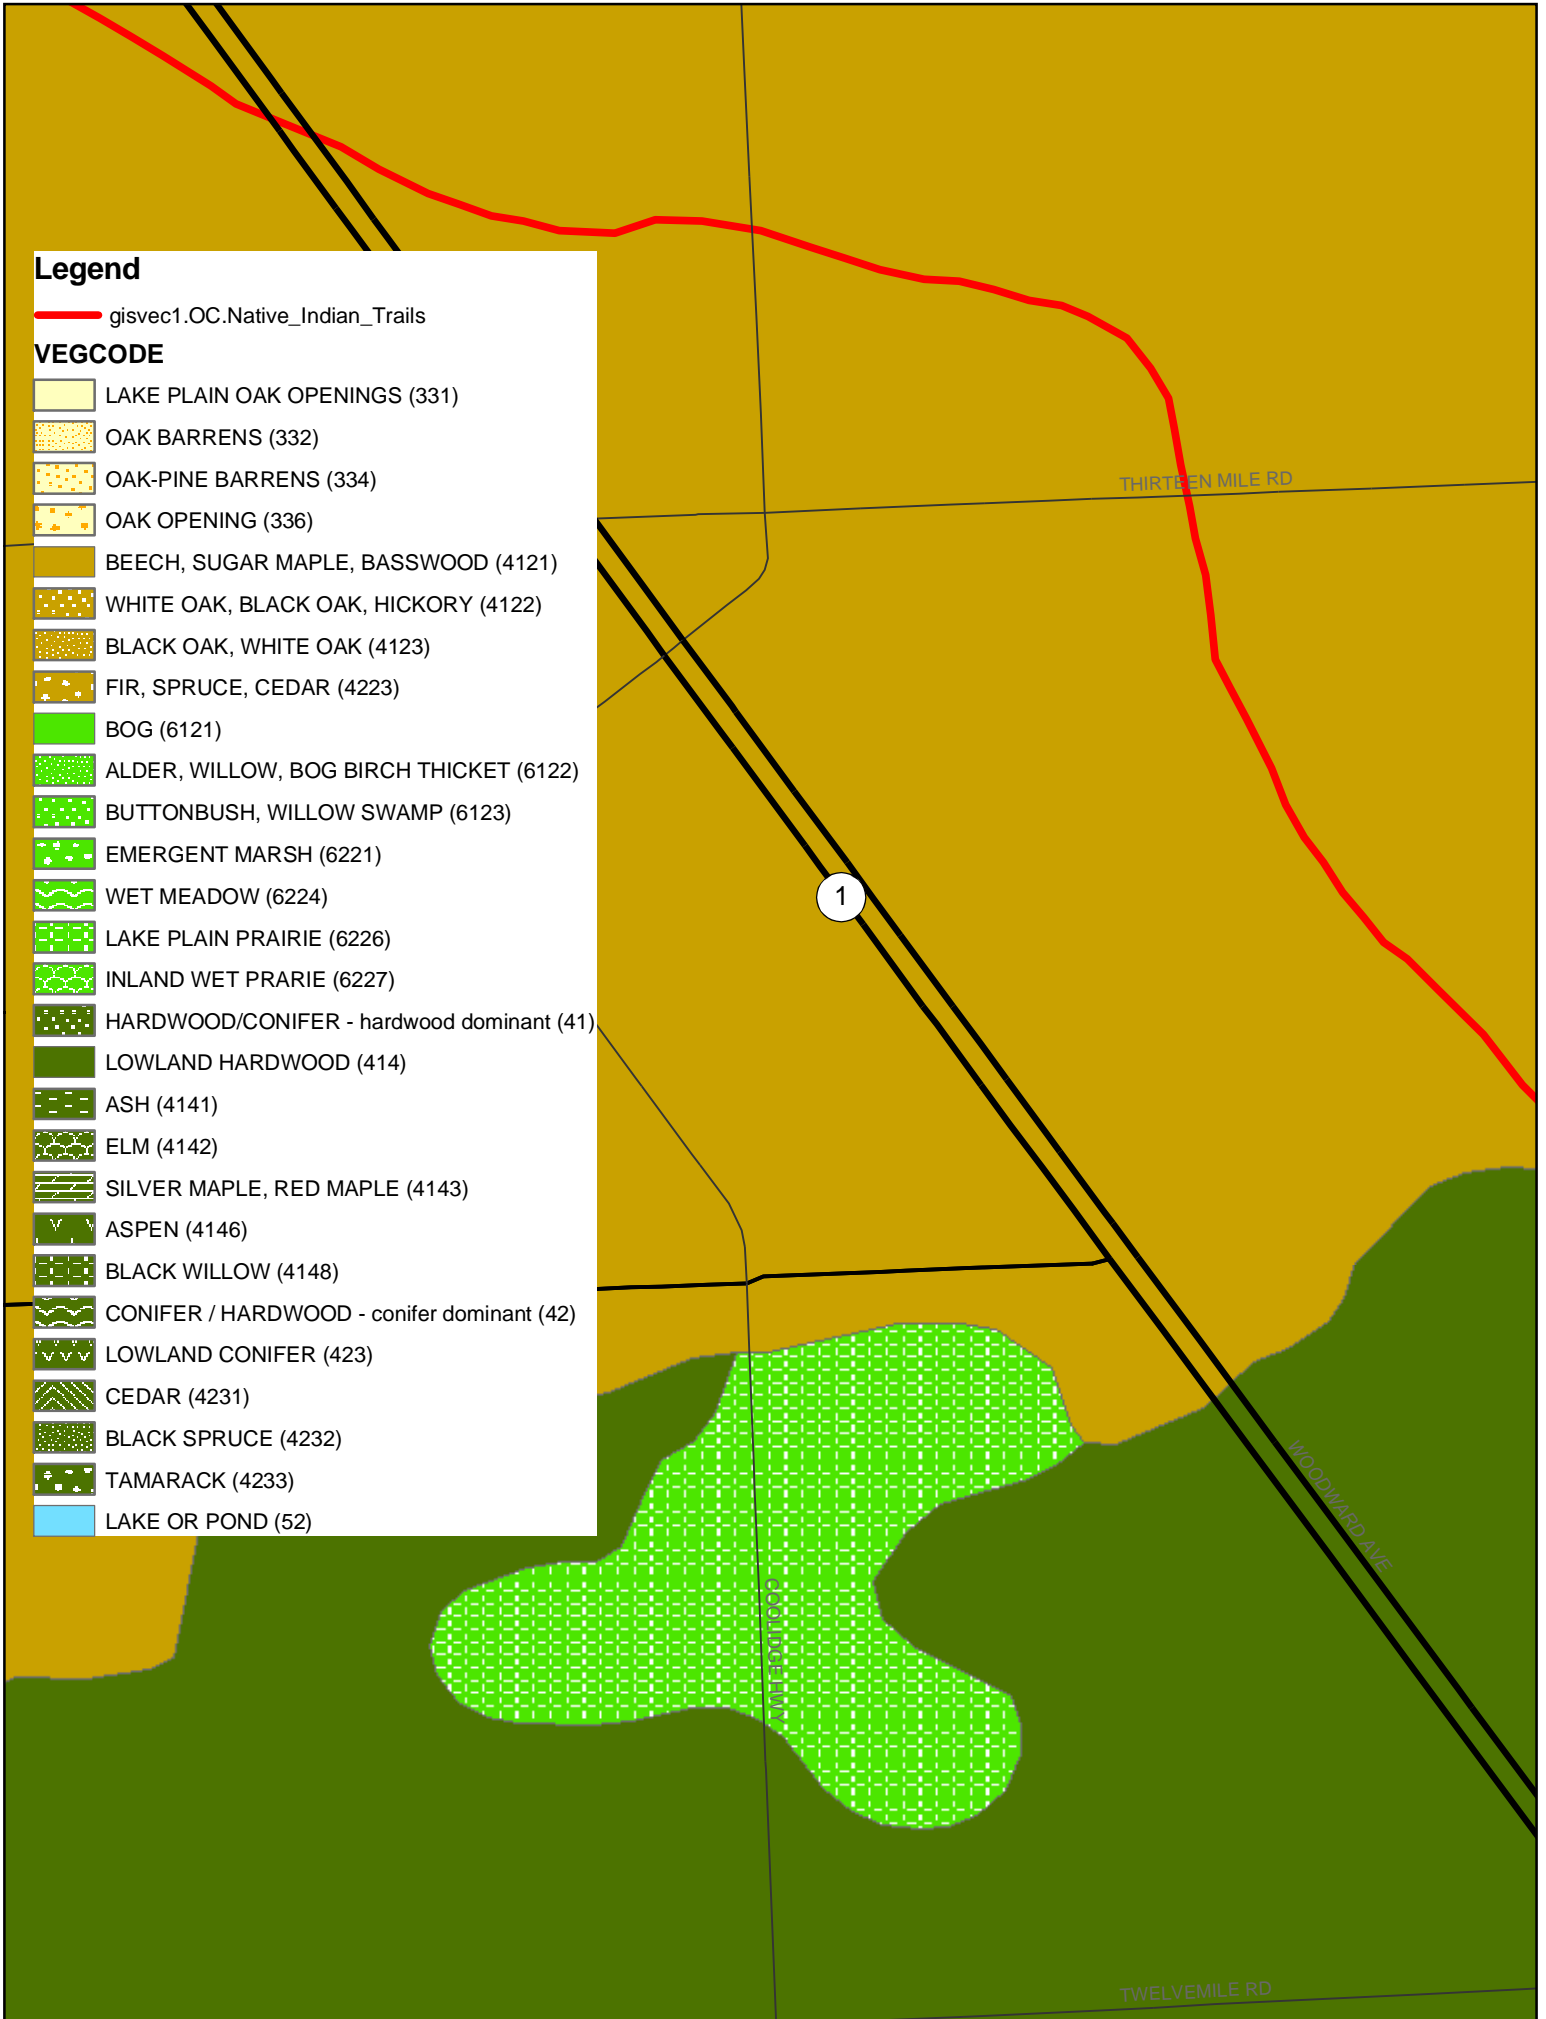 Legend
gisvec1.OC.Native_Indian_Trails
VEGCODE
LAKE PLAIN OAK OPENINGS (331)
OAK BARRENS (332)
OAK-PINE BARRENS (334)
OAK OPENING (336)
BEECH, SUGAR MAPLE, BASSWOOD (4121)
WHITE OAK, BLACK OAK, HICKORY (4122)
BLACK OAK, WHITE OAK (4123)
FIR, SPRUCE, CEDAR (4223)
BOG (6121)
ALDER, WILLOW, BOG BIRCH THICKET (6122)
BUTTONBUSH, WILLOW SWAMP (6123)
EMERGENT MARSH (6221)
WET MEADOW (6224)
LAKE PLAIN PRAIRIE (6226)
INLAND WET PRARIE (6227)
HARDWOOD/CONIFER - hardwood dominant (41)
LOWLAND HARDWOOD (414)
ASH (4141)
ELM (4142)
SILVER MAPLE, RED MAPLE (4143)
ASPEN (4146)
BLACK WILLOW (4148)
CONIFER / HARDWOOD - conifer dominant (42)
LOWLAND CONIFER (423)
CEDAR (4231)
BLACK SPRUCE (4232)
TAMARACK (4233)
LAKE OR POND (52)
THIRTEEN MILE RD
1
WOODWARD AVE
COOLIDGE HWY
TWELVEMILE RD